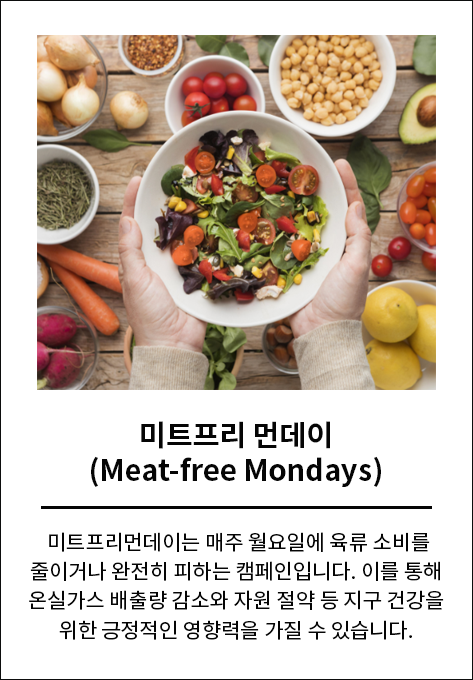 미트프리 먼데이
(Meat-free Mondays)
미트프리먼데이는 매주 월요일에 육류 소비를
줄이거나 완전히 피하는 캠페인입니다. 이를 통해
온실가스 배출량 감소와 자원 절약 등 지구 건강을
위한 긍정적인 영향력을 가질 수 있습니다.